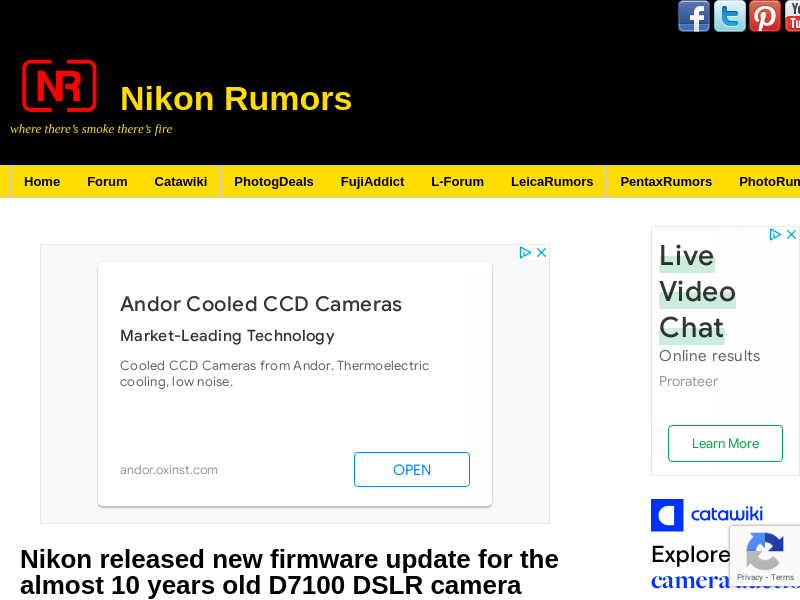 NR
Nikon Rumors
where there's smoke there's fire
Home Forum Catawiki PhotogDeals FujiAddict L-Forum LeicaRumors PentaxRumors PhotoRum
Andor Cooled CCD Cameras
Market-Leading Technology
Cooled CCD Cameras from Andor. Thermoelectric
cooling, low noise.
andor.oxinst.com
OPEN
Live
Video
Chat
Online results
Prorateer
Learn More
catawiki
Explore
camera auctio
Privacy - Terms
Nikon released new firmware update for the
almost 10 years old D7100 DSLR camera